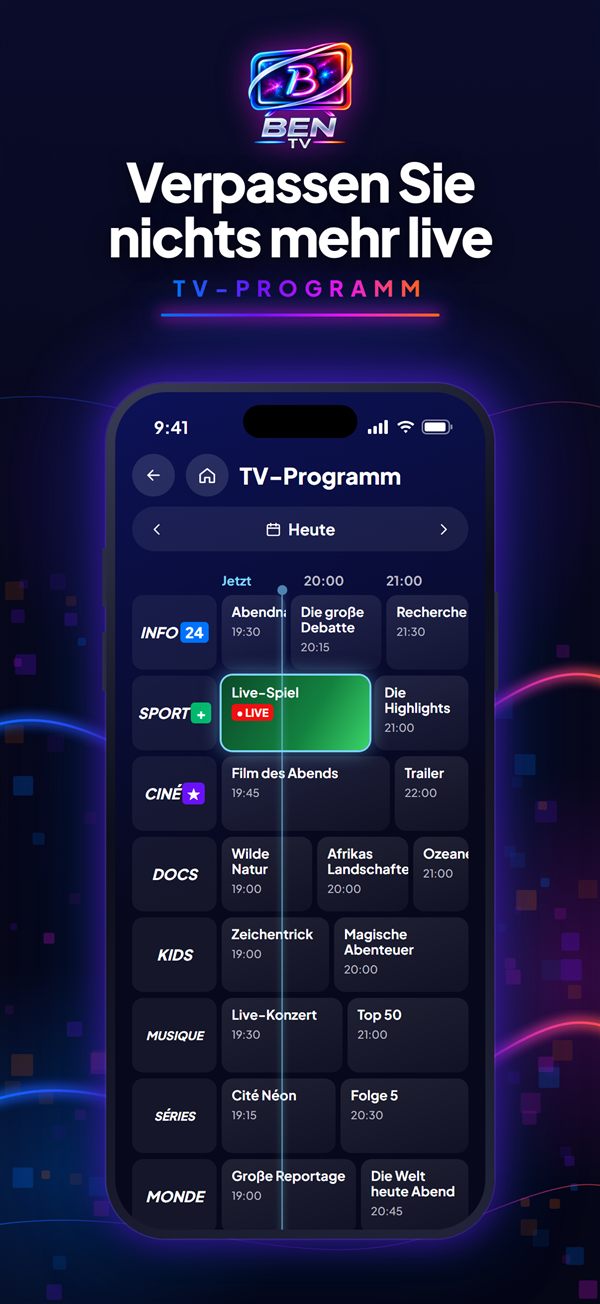 B
BEN
TV
Verpassen Sie
nichts mehr live
TV-PROGRAMM
9:41
TV-Programm
Heute
Jetzt
20:00
21:00
INFO 24
Abendna
19:30
Die große
Debatte
20:15
Recherche
21:30
SPORT +
Live-Spiel
LIVE
Die
Highlights
21:00
CINÉ
Film des Abends
19:45
Trailer
22:00
DOCS
Wilde
Natur
19:00
Afrikas
Landschafte
20:00
Ozeane
21:00
KIDS
Zeichentrick
19:00
Magische
Abenteuer
20:00
MUSIQUE
Live-Konzert
19:30
Top 50
21:00
SÉRIES
Cité Néon
19:15
Folge 5
20:30
MONDE
Große Reportage
19:00
Die Welt
heute Abend
20:45